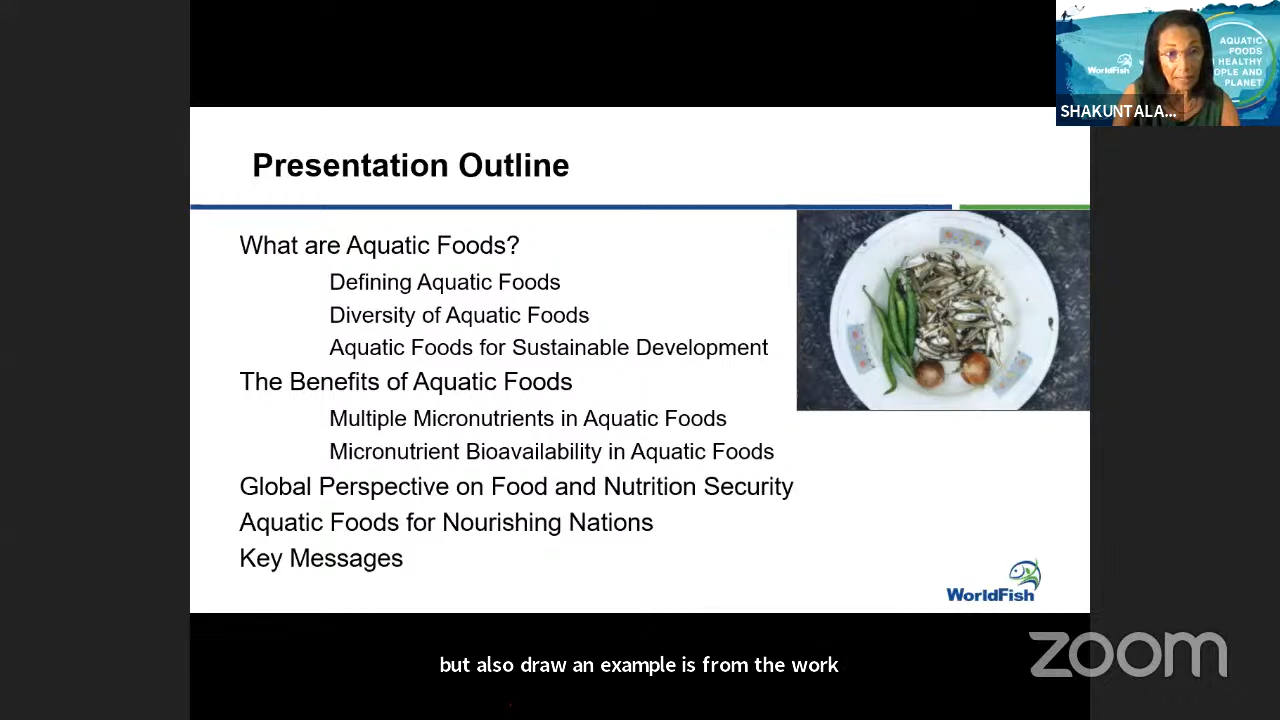 AQUATIC
FOODS
HEALTHY
PLE AND
PLANET
WorldFish
SHAKUNTALA...
Presentation Outline
What are Aquatic Foods?
Defining Aquatic Foods
Diversity of Aquatic Foods
Aquatic Foods for Sustainable Development
The Benefits of Aquatic Foods
Multiple Micronutrients in Aquatic Foods
Micronutrient Bioavailability in Aquatic Foods
Global Perspective on Food and Nutrition Security
Aquatic Foods for Nourishing Nations
Key Messages
WorldFish
but also draw an example is from the work
zoom